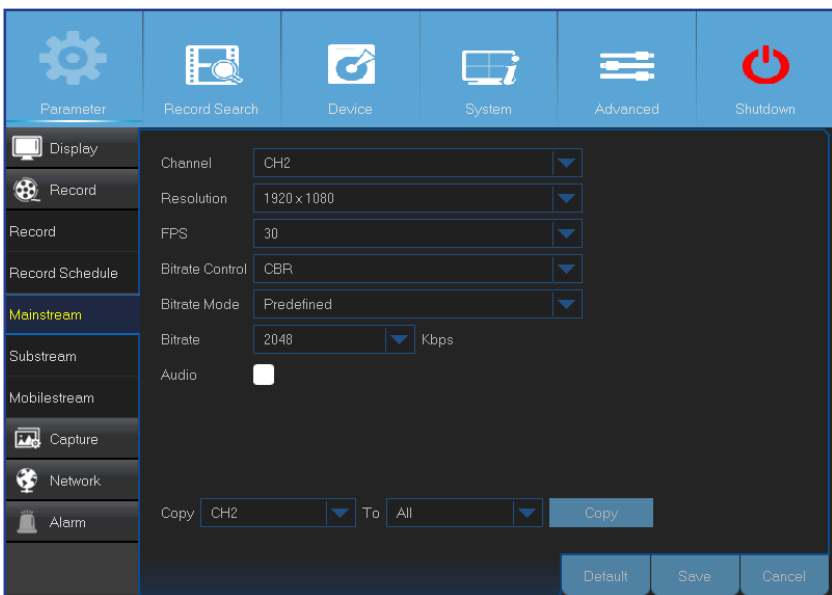 Parameter Record Search Device System Advanced Shutdown
Display
Record
Record
Record Schedule
Mainstream
Substream
Mobilestream
Capture
Network
Alarm
Channel CH2
Resolution 1920 x 1080
FPS 30
Bitrate Control CBR
Bitrate Mode Predefined
Bitrate 2048 Kbps
Audio
Copy CH2 To All Copy
Default Save Cancel